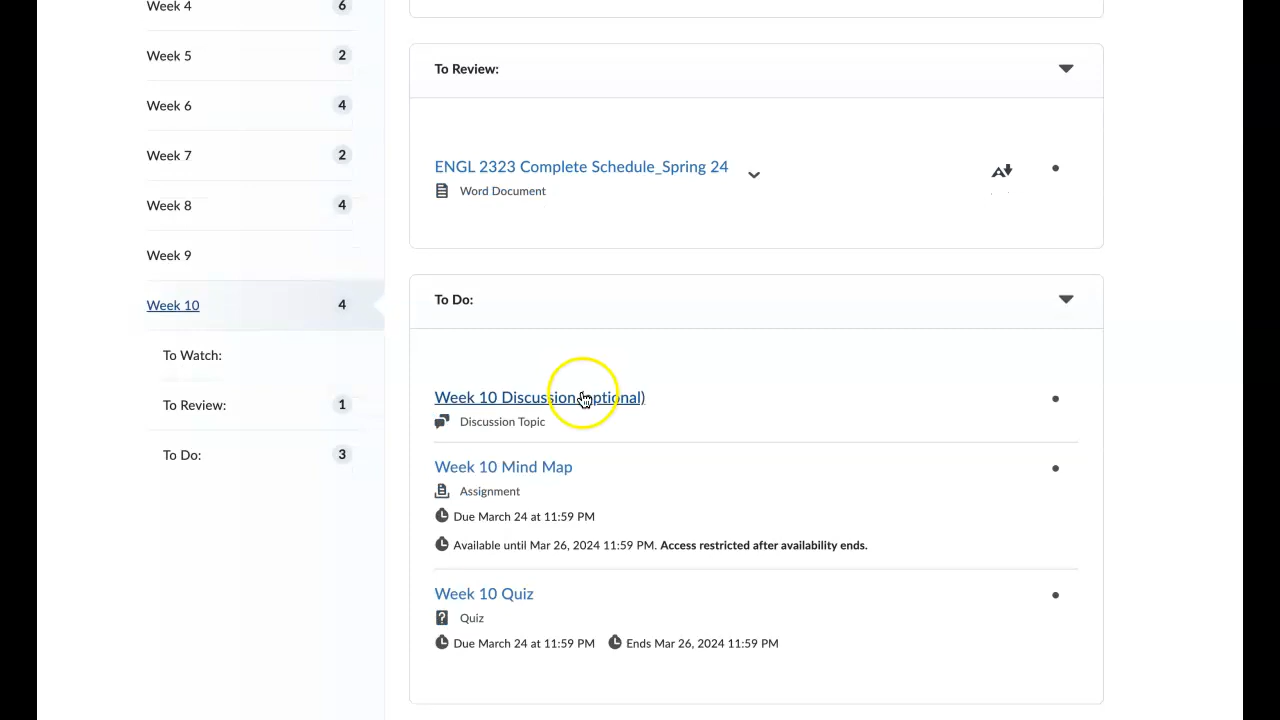 Week 4 6
Week 5 2
Week 6 4
Week 7 2
Week 8 4
Week 9
Week 10 4
To Watch:
To Review: 1
To Do: 3
To Review:
ENGL 2323 Complete Schedule_Spring 24
Word Document
To Do:
Week 10 Discussion (optional)
Discussion Topic
Week 10 Mind Map
Assignment
Due March 24 at 11:59 PM
Available until Mar 26, 2024 11:59 PM. Access restricted after availability ends.
Week 10 Quiz
Quiz
Due March 24 at 11:59 PM Ends Mar 26, 2024 11:59 PM